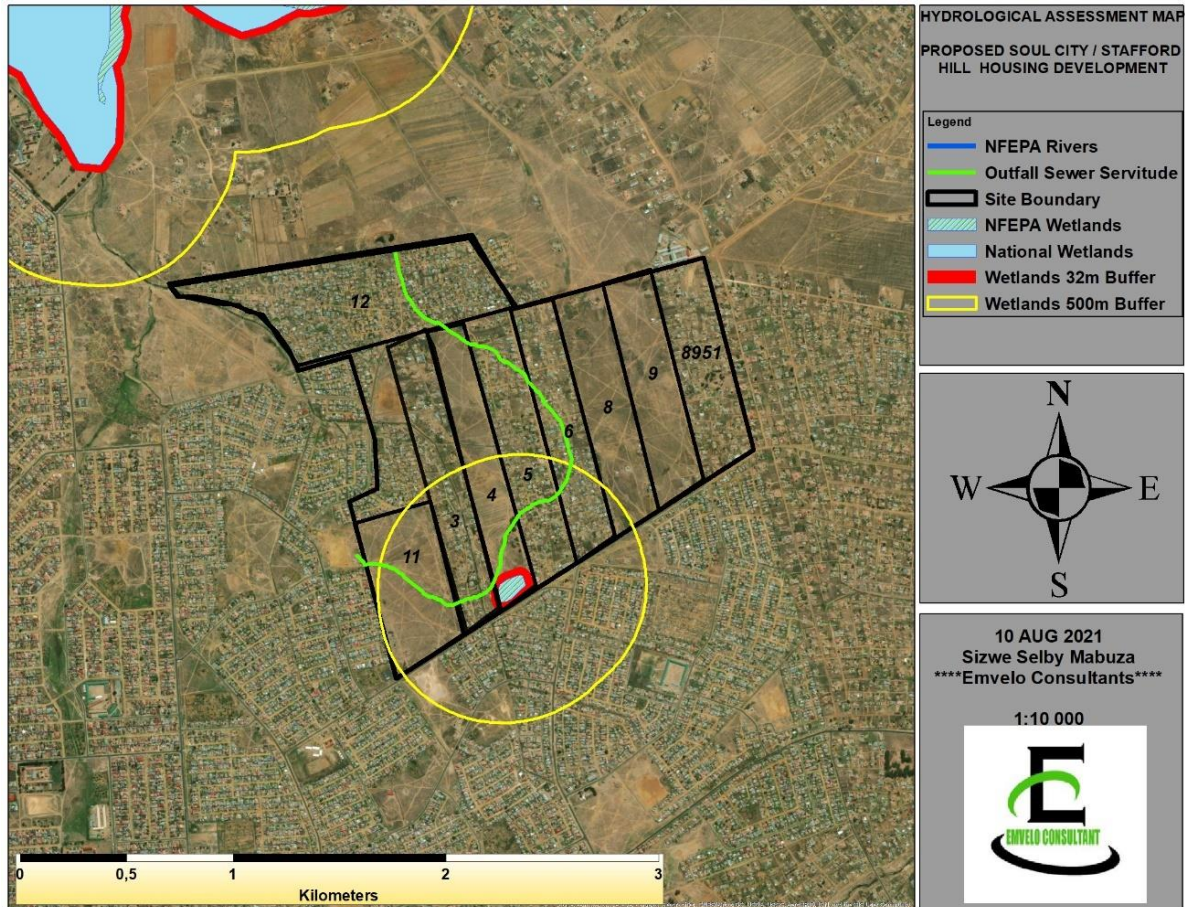 HYDROLOGICAL ASSESSMENT MAP
PROPOSED SOUL CITY / STAFFORD
HILL HOUSING DEVELOPMENT
Legend
NFEPA Rivers
Outfall Sewer Servitude
Site Boundary
NFEPA Wetlands
National Wetlands
Wetlands 32m Buffer
Wetlands 500m Buffer
12
8951
9
8
6
5
4
3
11
N
W
E
S
10 AUG 2021
Sizwe Selby Mabuza
****Emvelo Consultants****
1:10 000
E
EMVELO CONSULTANT
0 0,5 1 2 3
Kilometers